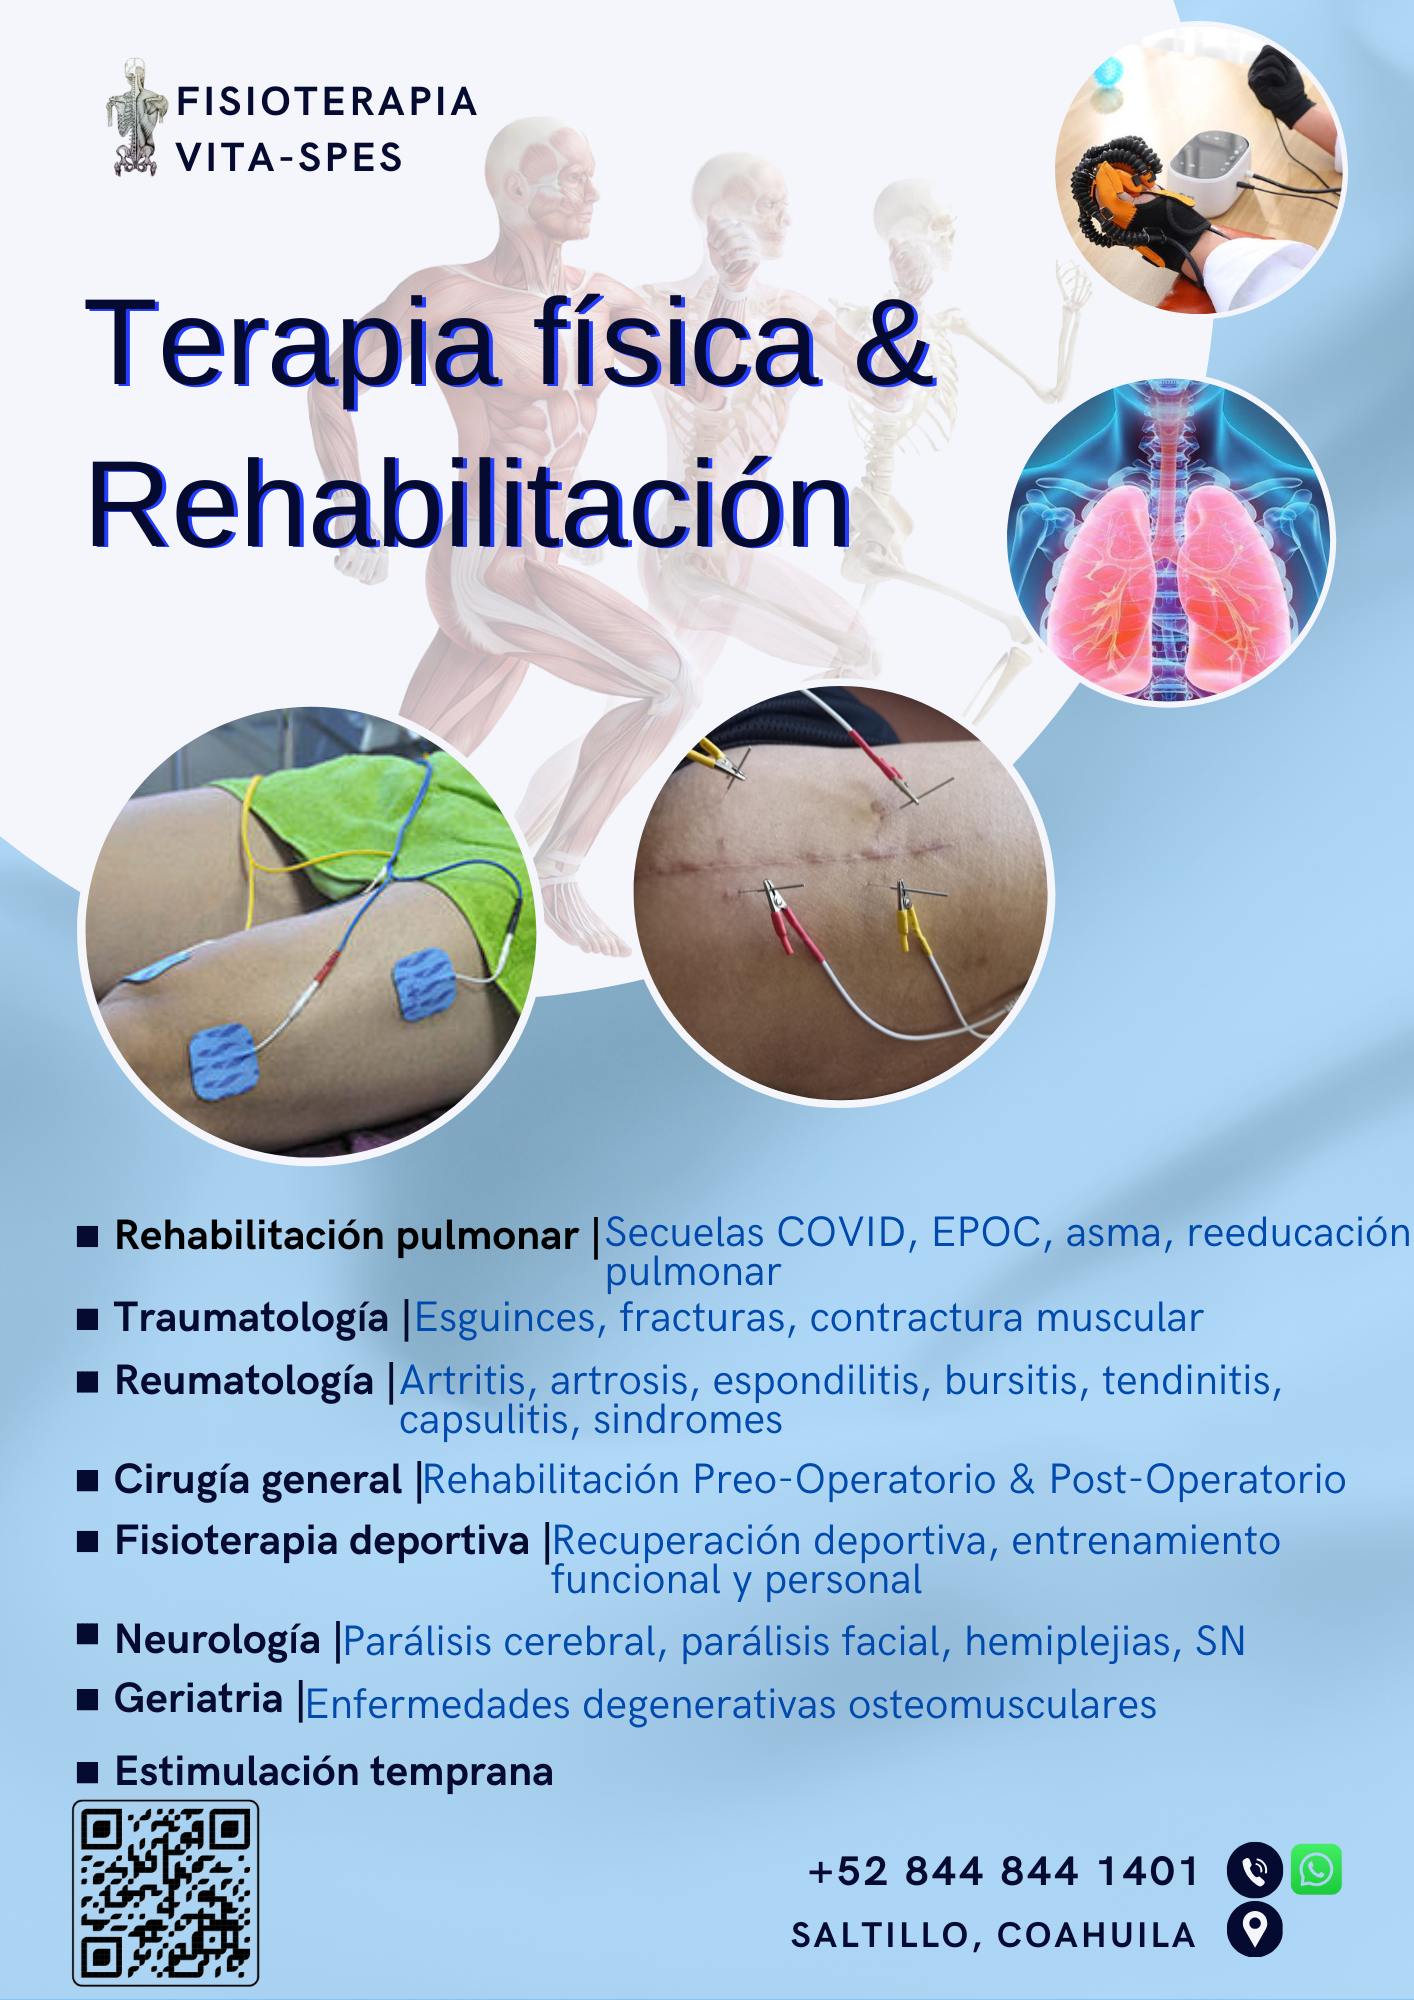 FISIOTERAPIA
VITA-SPES
Terapia física &
Rehabilitación
Rehabilitación pulmonar | Secuelas COVID, EPOC, asma, reeducación
pulmonar
Traumatología | Esguinces, fracturas, contractura muscular
Reumatología | Artritis, artrosis, espondilitis, bursitis, tendinitis,
capsulitis, sindromes
Cirugía general | Rehabilitación Preo-Operatorio & Post-Operatorio
Fisioterapia deportiva | Recuperación deportiva, entrenamiento
funcional y personal
Neurología | Parálisis cerebral, parálisis facial, hemiplejias, SN
Geriatria | Enfermedades degenerativas osteomusculares
Estimulación temprana
+52 844 844 1401
SALTILLO, COAHUILA